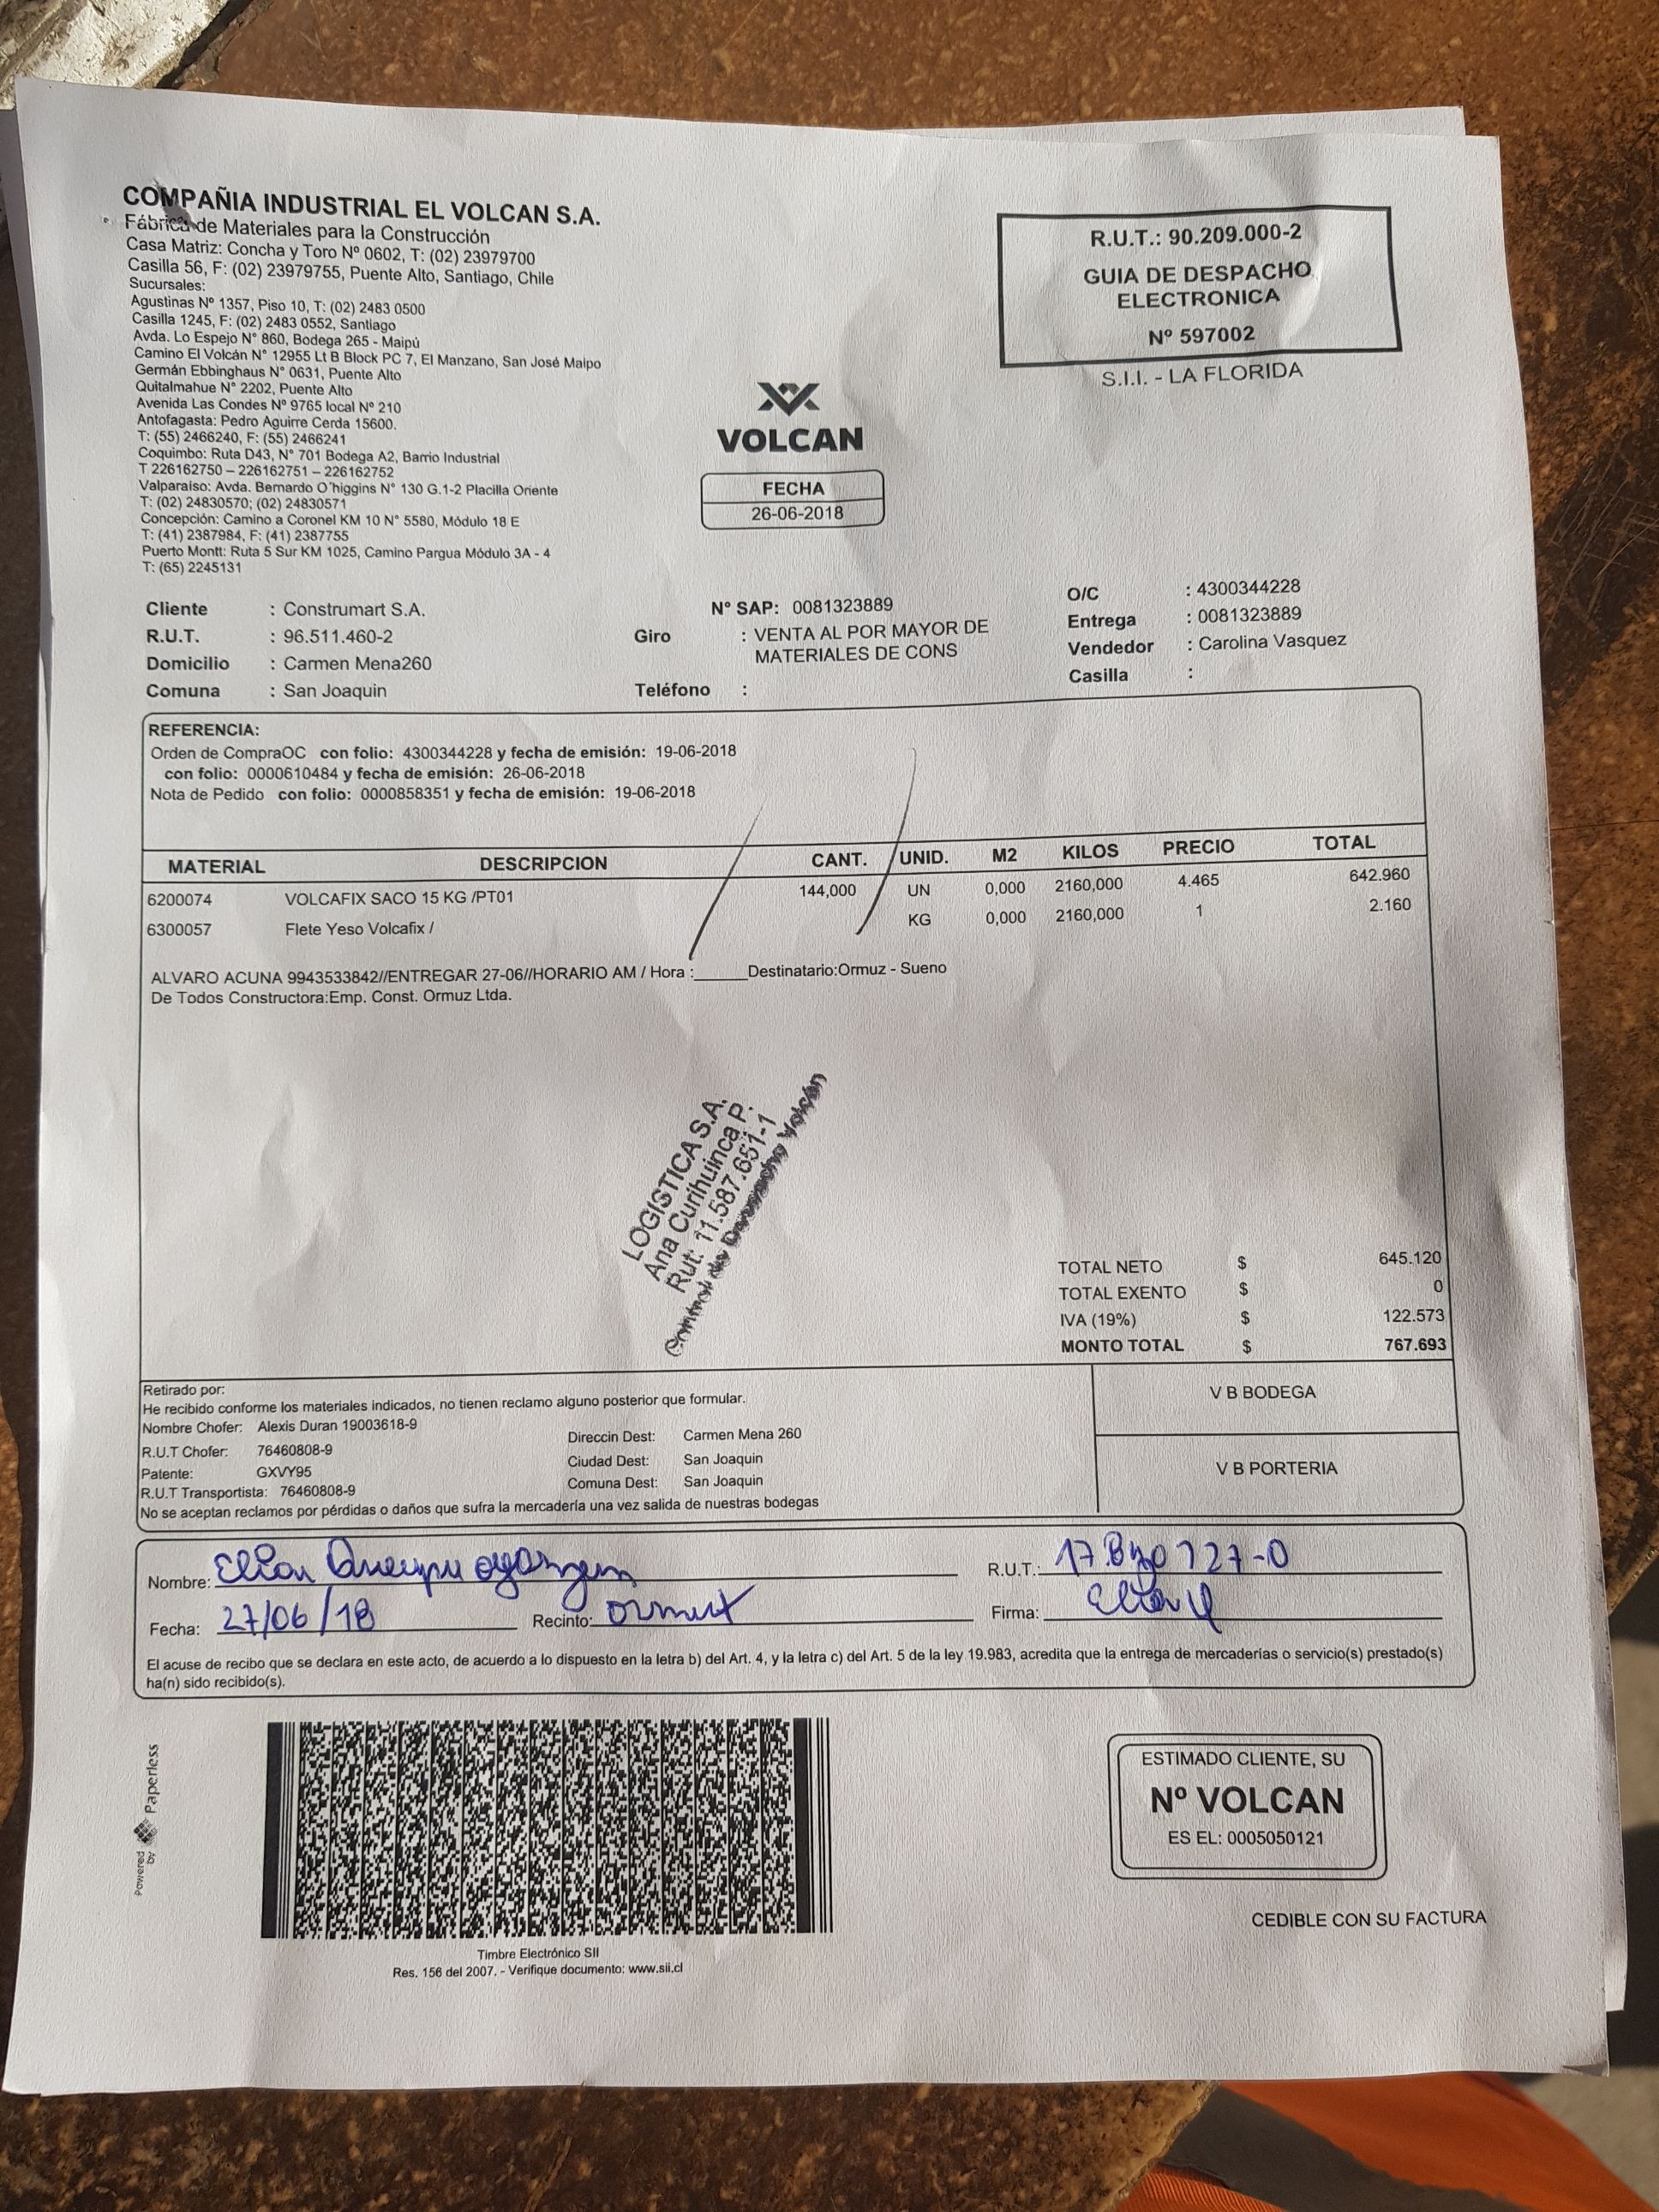 COMPAÑIA INDUSTRIAL EL VOLCAN S.A.
Fábrica de Materiales para la Construcción
Casa Matriz: Concha y Toro Nº 0602, T: (02) 23979700
Casilla 56, F: (02) 23979755, Puente Alto, Santiago, Chile
Sucursales:
Agustinas Nº 1357, Piso 10, T: (02) 2483 0500
Casilla 1245, F: (02) 2483 0552, Santiago
Avda. Lo Espejo N° 860, Bodega 265 - Maipú
Camino El Volcán N° 12955 Lt B Block PC 7, El Manzano, San José Maipo
Germán Ebbinghaus N° 0631, Puente Alto
Quitalmahue N° 2202, Puente Alto
Avenida Las Condes Nº 9765 local Nº 210
Antofagasta: Pedro Aguirre Cerda 15600.
T: (55) 2466240, F: (55) 2466241
Coquimbo: Ruta D43, N° 701 Bodega A2, Barrio Industrial
T 226162750 – 226162751 – 226162752
Valparaíso: Avda. Bernardo O´higgins N° 130 G.1-2 Placilla Oriente
T: (02) 24830570; (02) 24830571
Concepción: Camino a Coronel KM 10 N° 5580, Módulo 18 E
T: (41) 2387984, F: (41) 2387755
Puerto Montt: Ruta 5 Sur KM 1025, Camino Pargua Módulo 3A - 4
T: (65) 2245131
R.U.T.: 90.209.000-2
GUIA DE DESPACHO
ELECTRONICA
Nº 597002
S.I.I. - LA FLORIDA
VOLCAN
FECHA
26-06-2018
Cliente : Construmart S.A.
R.U.T. : 96.511.460-2
Domicilio : Carmen Mena260
Comuna : San Joaquin
N° SAP: 0081323889
Giro : VENTA AL POR MAYOR DE
MATERIALES DE CONS
Teléfono :
O/C : 4300344228
Entrega : 0081323889
Vendedor : Carolina Vasquez
Casilla :
REFERENCIA:
Orden de CompraOC con folio: 4300344228 y fecha de emisión: 19-06-2018
con folio: 0000610484 y fecha de emisión: 26-06-2018
Nota de Pedido con folio: 0000858351 y fecha de emisión: 19-06-2018
MATERIAL DESCRIPCION CANT. UNID. M2 KILOS PRECIO TOTAL
6200074 VOLCAFIX SACO 15 KG /PT01 144,000 UN 0,000 2160,000 4.465 642.960
6300057 Flete Yeso Volcafix / KG 0,000 2160,000 1 2.160
ALVARO ACUNA 9943533842//ENTREGAR 27-06//HORARIO AM / Hora :______Destinatario:Ormuz - Sueno
De Todos Constructora:Emp. Const. Ormuz Ltda.
LOGISTICA S.A.
Ana Curihuinca P.
Rut: 11.587.651-1
Control de Despacho Volcán
TOTAL NETO $ 645.120
TOTAL EXENTO $ 0
IVA (19%) $ 122.573
MONTO TOTAL $ 767.693
Retirado por:
He recibido conforme los materiales indicados, no tienen reclamo alguno posterior que formular.
Nombre Chofer: Alexis Duran 19003618-9
R.U.T Chofer: 76460808-9
Patente: GXVY95
R.U.T Transportista: 76460808-9
Direccin Dest: Carmen Mena 260
Ciudad Dest: San Joaquin
Comuna Dest: San Joaquin
No se aceptan reclamos por pérdidas o daños que sufra la mercadería una vez salida de nuestras bodegas
V B BODEGA
V B PORTERIA
Nombre:
R.U.T.:
Fecha: 27/06/18 Recinto: ormuz Firma:
El acuse de recibo que se declara en este acto, de acuerdo a lo dispuesto en la letra b) del Art. 4, y la letra c) del Art. 5 de la ley 19.983, acredita que la entrega de mercaderías o servicio(s) prestado(s)
ha(n) sido recibido(s).
Powered by Paperless
Timbre Electrónico SII
Res. 156 del 2007. - Verifique documento: www.sii.cl
ESTIMADO CLIENTE, SU
Nº VOLCAN
ES EL: 0005050121
CEDIBLE CON SU FACTURA